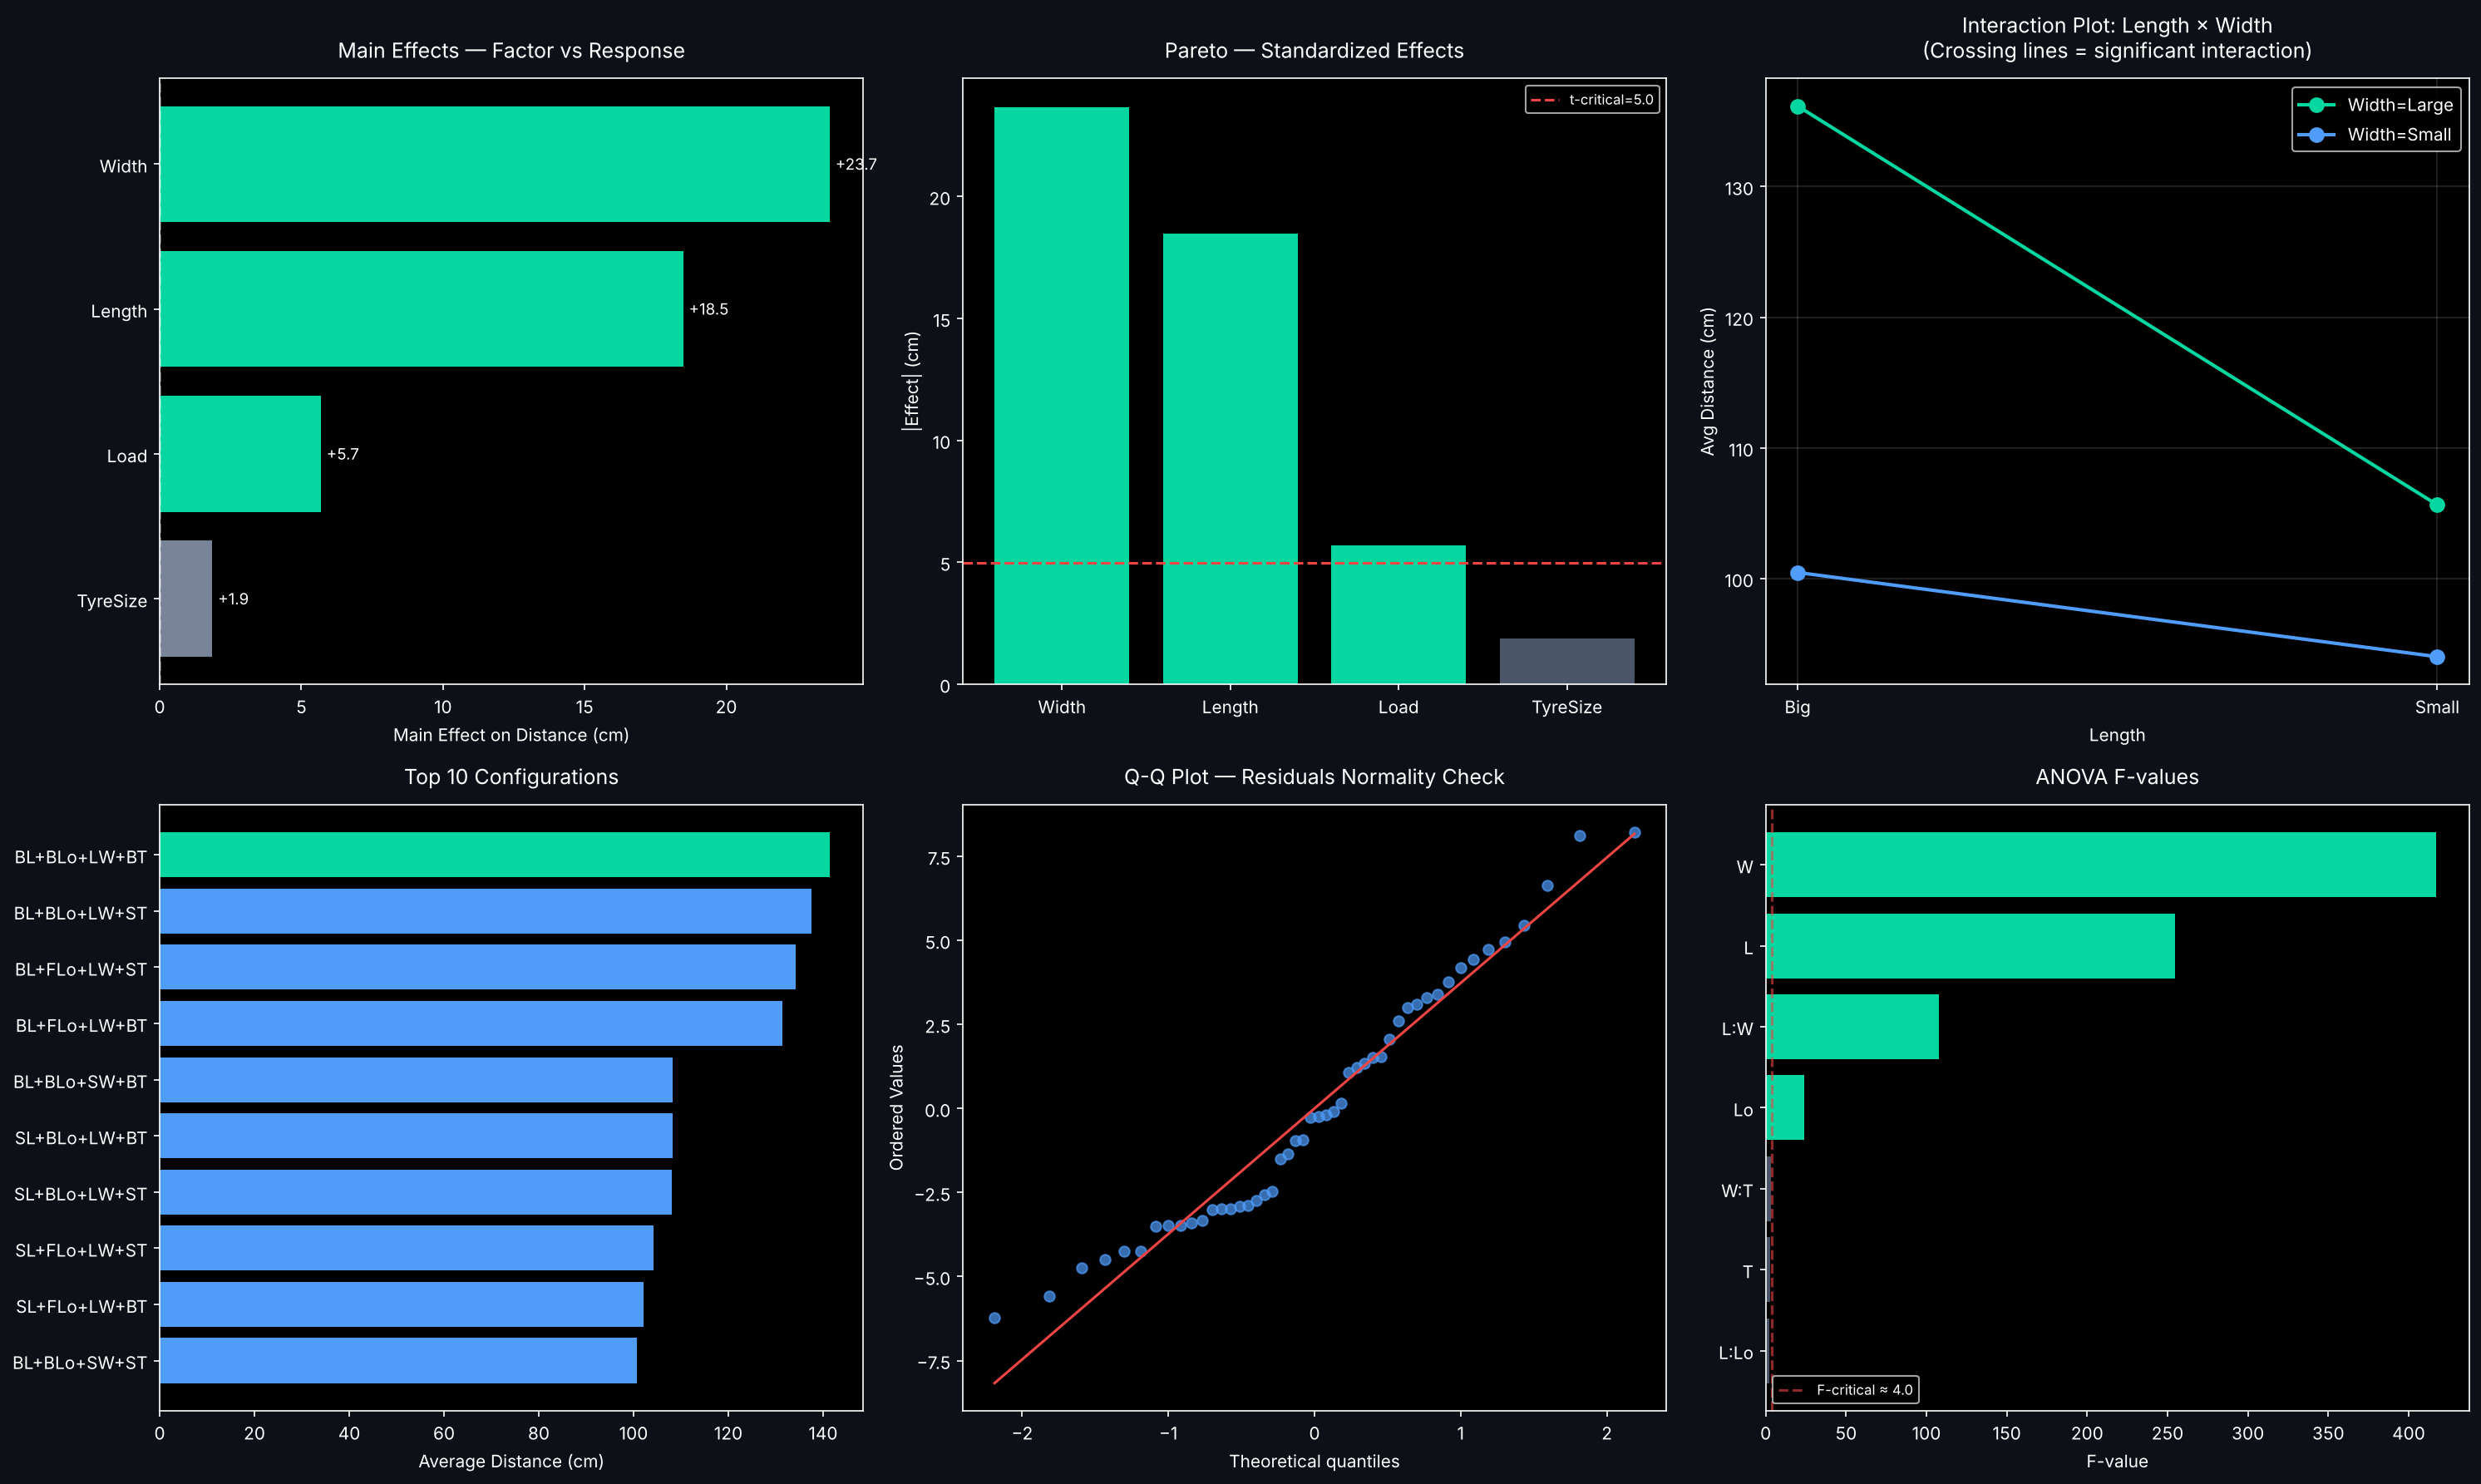 Main Effects — Factor vs Response
Width
Length
Load
TyreSize
+23.7
+18.5
+5.7
+1.9
0 5 10 15 20
Main Effect on Distance (cm)
Pareto — Standardized Effects
t-critical=5.0
|Effect| (cm)
20
15
10
5
0
Width Length Load TyreSize
Interaction Plot: Length × Width
(Crossing lines = significant interaction)
Width=Large
Width=Small
Avg Distance (cm)
130
120
110
100
Big Small
Length
Top 10 Configurations
BL+BLo+LW+BT
BL+BLo+LW+ST
BL+FLo+LW+ST
BL+FLo+LW+BT
BL+BLo+SW+BT
SL+BLo+LW+BT
SL+BLo+LW+ST
SL+FLo+LW+ST
SL+FLo+LW+BT
BL+BLo+SW+ST
0 20 40 60 80 100 120 140
Average Distance (cm)
Q-Q Plot — Residuals Normality Check
Ordered Values
7.5
5.0
2.5
0.0
−2.5
−5.0
−7.5
−2 −1 0 1 2
Theoretical quantiles
ANOVA F-values
W
L
L:W
Lo
W:T
T
L:Lo
F-critical ≈ 4.0
0 50 100 150 200 250 300 350 400
F-value